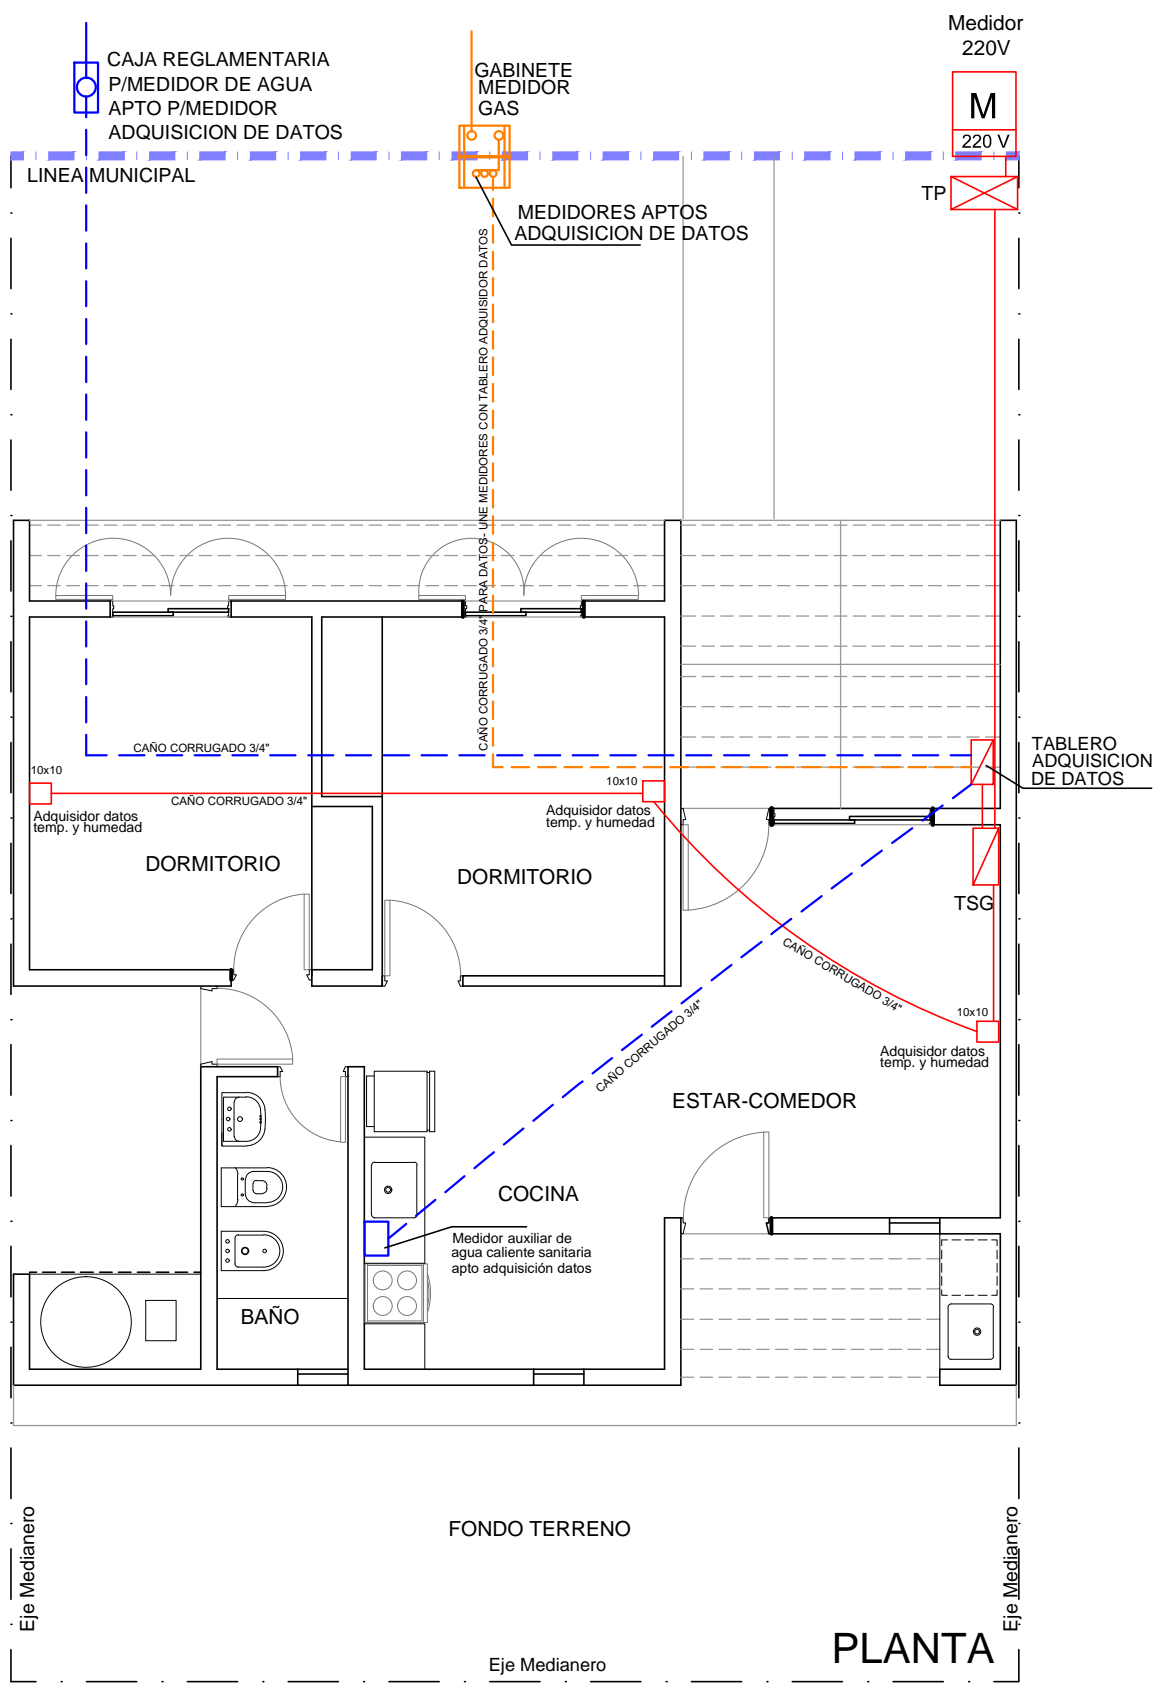 Medidor
220V
M
220 V
TP
CAJA REGLAMENTARIA
P/MEDIDOR DE AGUA
APTO P/MEDIDOR
ADQUISICION DE DATOS
GABINETE
MEDIDOR
GAS
LINEA MUNICIPAL
MEDIDORES APTOS
ADQUISICION DE DATOS
CAÑO CORRUGADO 3/4" PARA DATOS- UNE MEDIDORES CON TABLERO ADQUISIDOR DATOS
CAÑO CORRUGADO 3/4"
TABLERO
ADQUISICION
DE DATOS
10x10
CAÑO CORRUGADO 3/4"
10x10
Adquisidor datos
temp. y humedad
Adquisidor datos
temp. y humedad
DORMITORIO
DORMITORIO
TSG
CAÑO CORRUGADO 3/4"
10x10
Adquisidor datos
temp. y humedad
CAÑO CORRUGADO 3/4"
ESTAR-COMEDOR
COCINA
Medidor auxiliar de
agua caliente sanitaria
apto adquisición datos
BAÑO
FONDO TERRENO
Eje Medianero
Eje Medianero
Eje Medianero
PLANTA